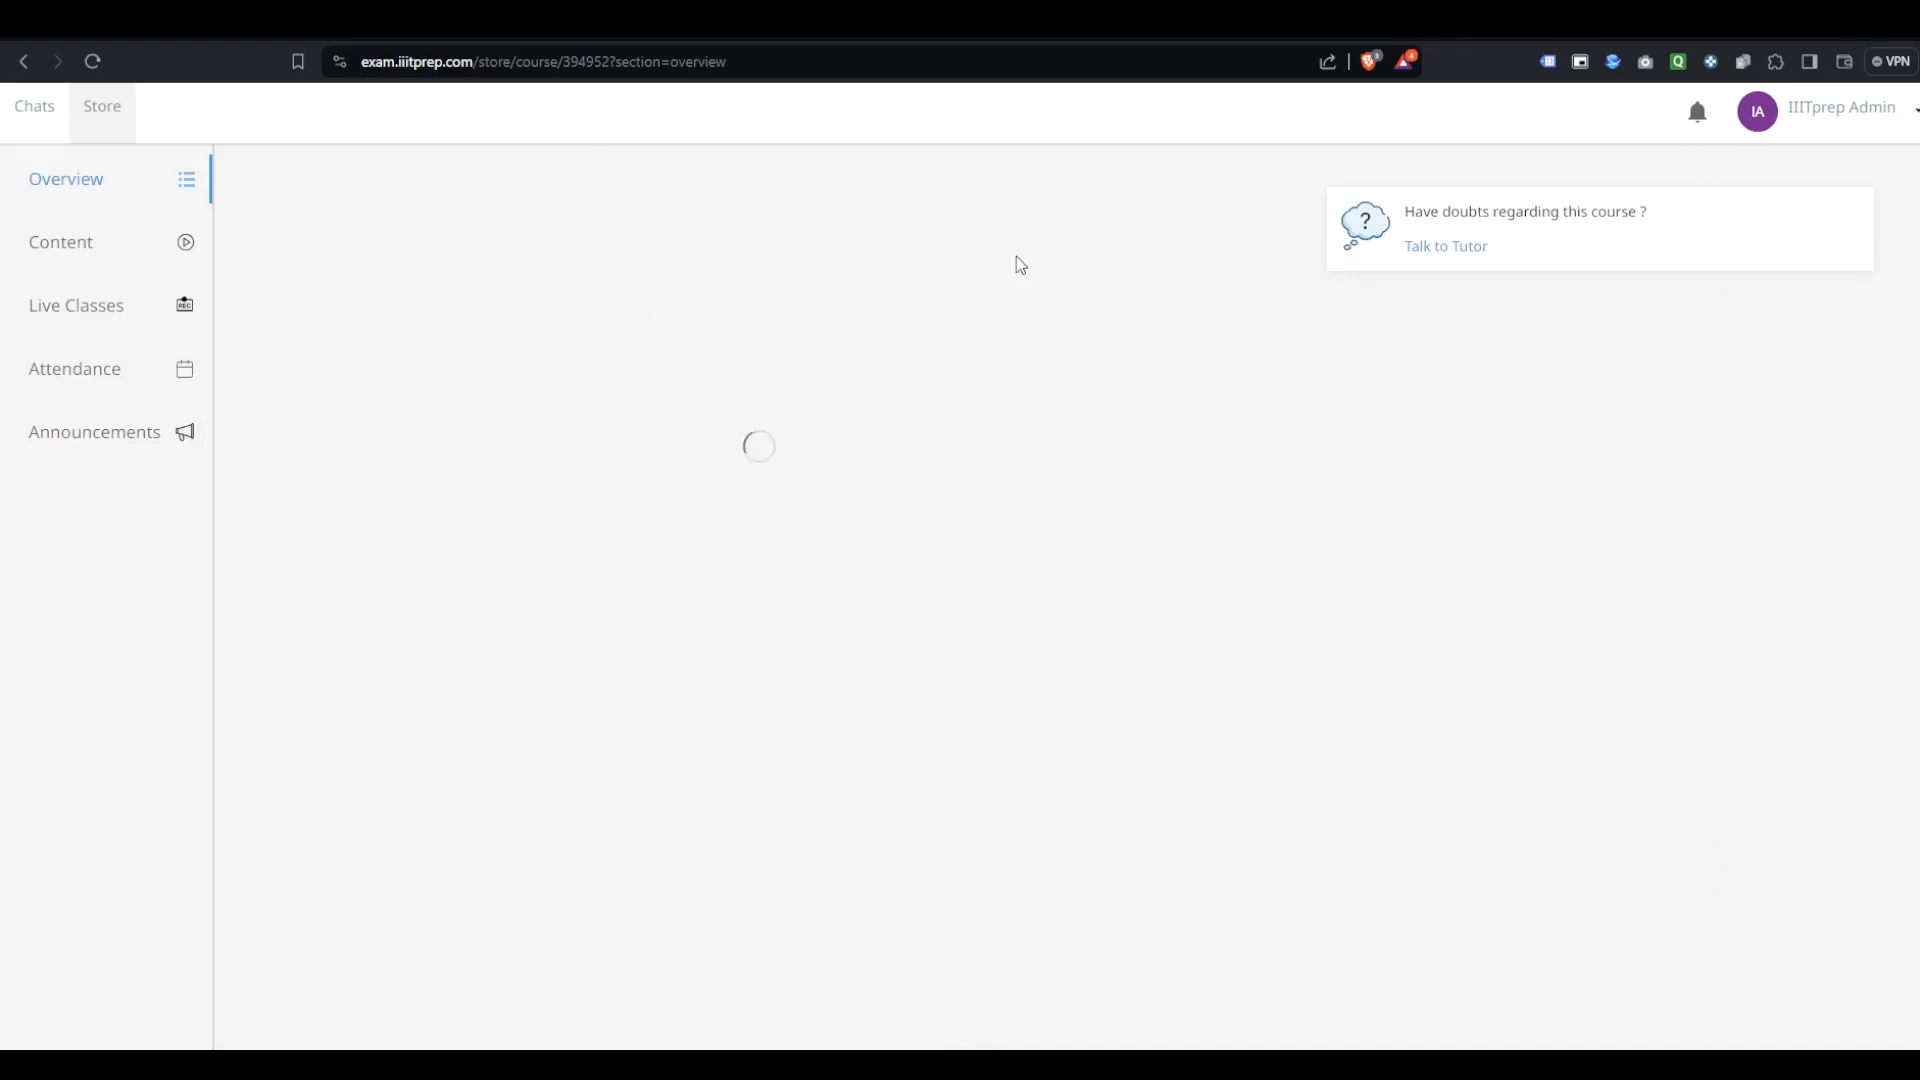 exam.iiitprep.com/store/course/394952?section=overview
VPN
Chats
Store
IA
IIITprep Admin
Overview
Content
Live Classes
REC
Attendance
Announcements
?
Have doubts regarding this course ?
Talk to Tutor